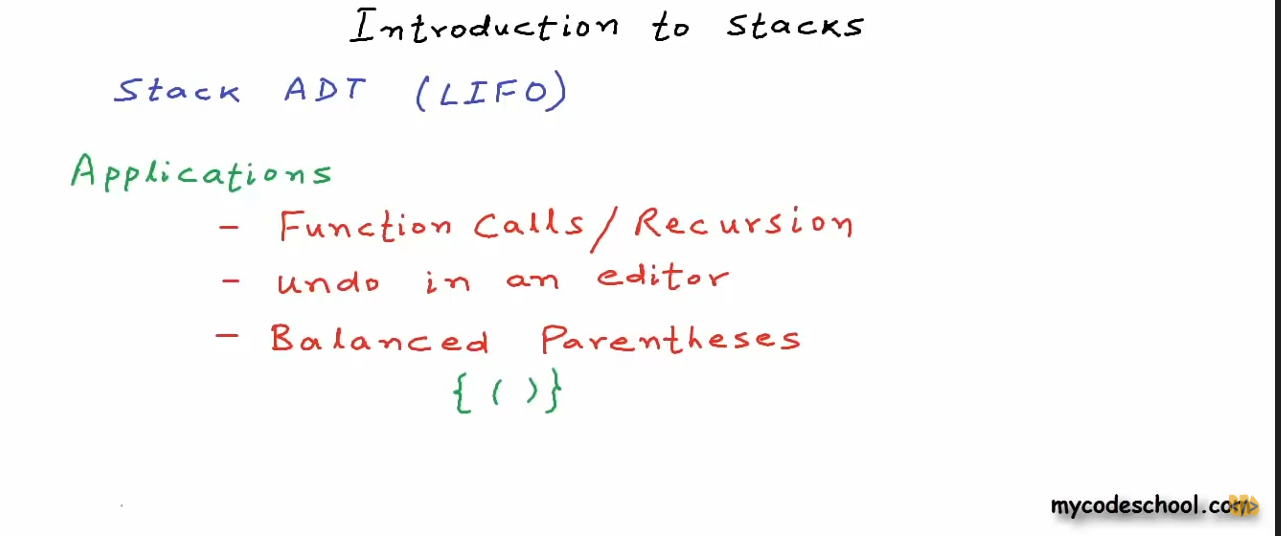 Introduction to stacks
Stack ADT (LIFO)
Applications
- Function Calls/Recursion
- Undo in an editor
- Balanced Parentheses
{ ( ) }
mycodeschool.com